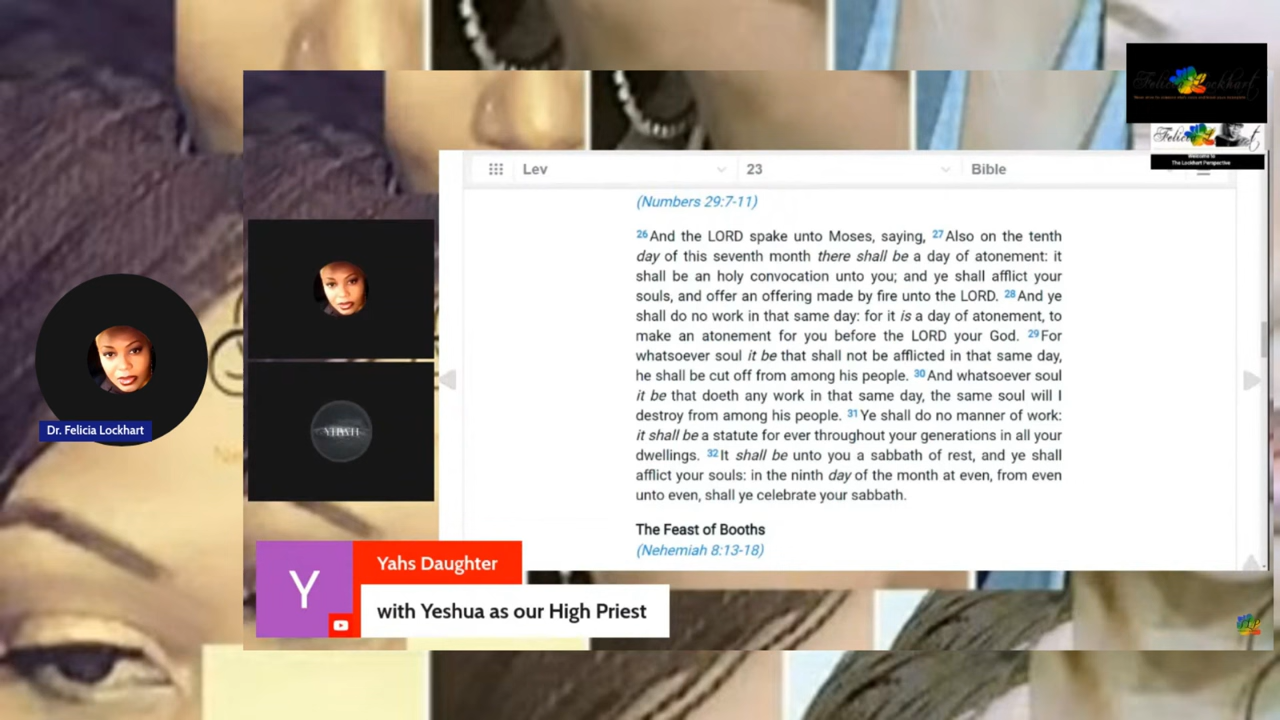 Felicia Lockhart
Felic
rt
Welcome to
The Lockhart Perspective
Lev
23
Bible
(Numbers 29:7-11)
26 And the LORD spake unto Moses, saying, 27 Also on the tenth
day of this seventh month there shall be a day of atonement: it
shall be an holy convocation unto you; and ye shall afflict your
souls, and offer an offering made by fire unto the LORD. 28 And ye
shall do no work in that same day: for it is a day of atonement, to
make an atonement for you before the LORD your God. 29 For
whatsoever soul it be that shall not be afflicted in that same day,
he shall be cut off from among his people. 30 And whatsoever soul
it be that doeth any work in that same day, the same soul will I
destroy from among his people. 31 Ye shall do no manner of work:
it shall be a statute for ever throughout your generations in all your
dwellings. 32 It shall be unto you a sabbath of rest, and ye shall
afflict your souls: in the ninth day of the month at even, from even
unto even, shall ye celebrate your sabbath.
The Feast of Booths
(Nehemiah 8:13-18)
Dr. Felicia Lockhart
Y
Yahs Daughter
with Yeshua as our High Priest